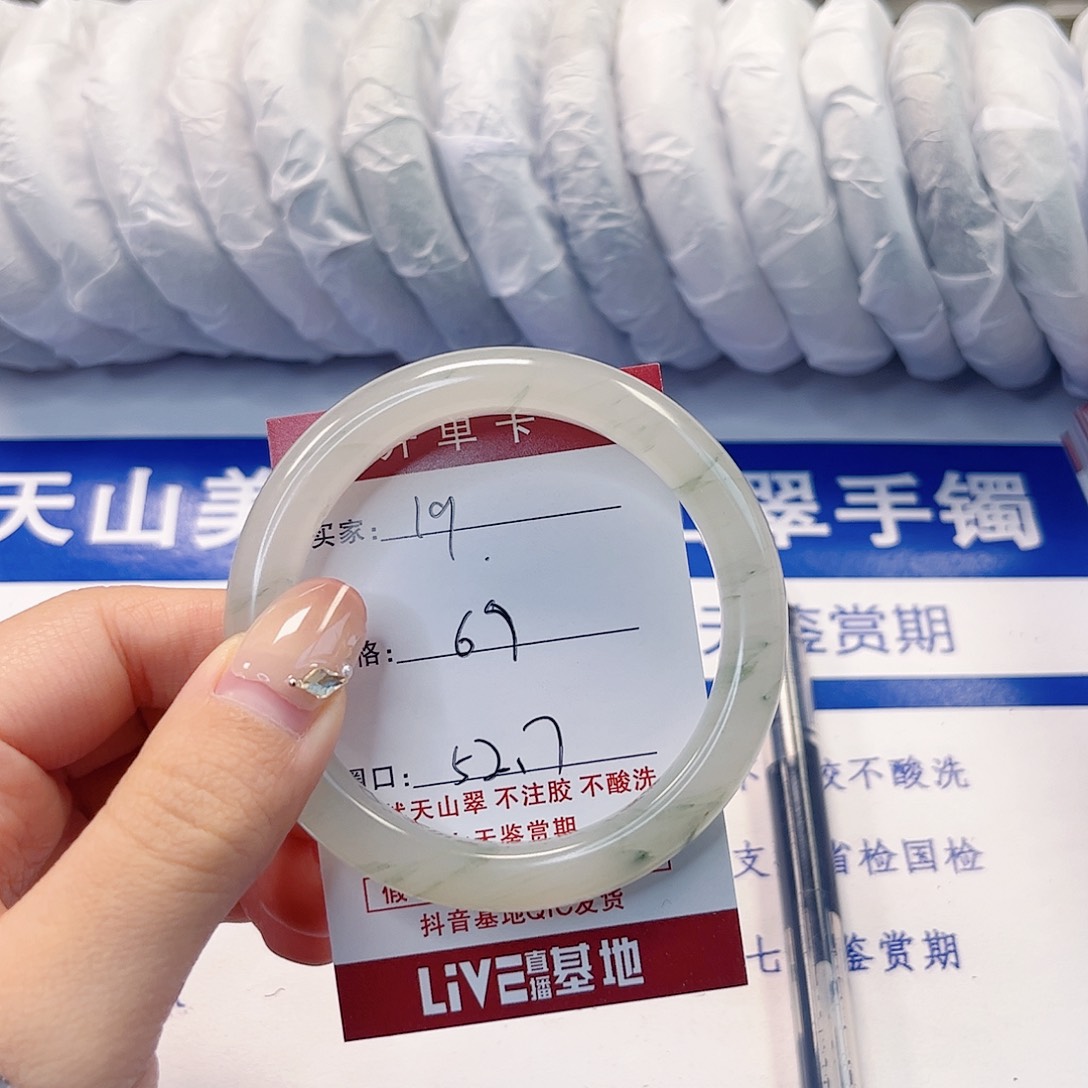 开单卡
天山美 翠手镯
买家: 19.
格: 69
天鉴赏期
圈口: 52.7
天山翠 不注胶 不酸洗
天鉴赏期
胶不酸洗
支 省检国检
假
抖音基地QIC发货
七 鉴赏期
LIVE直播基地